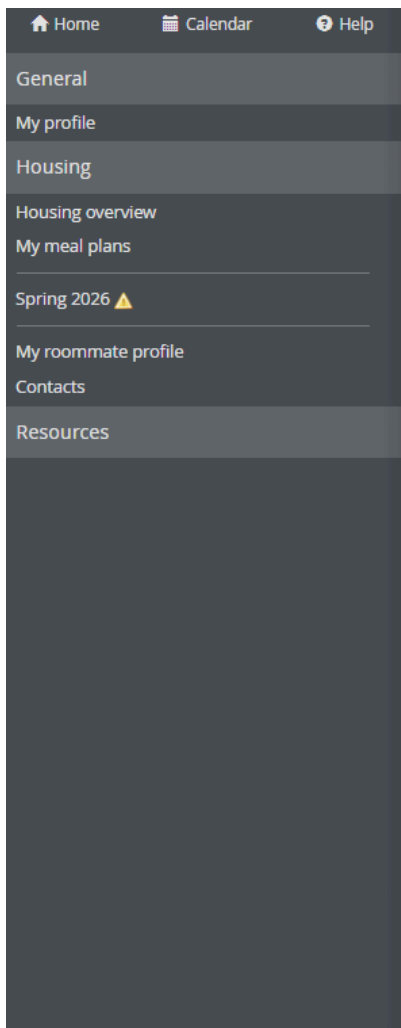 Home Calendar Help
General
My profile
Housing
Housing overview
My meal plans
Spring 2026
My roommate profile
Contacts
Resources